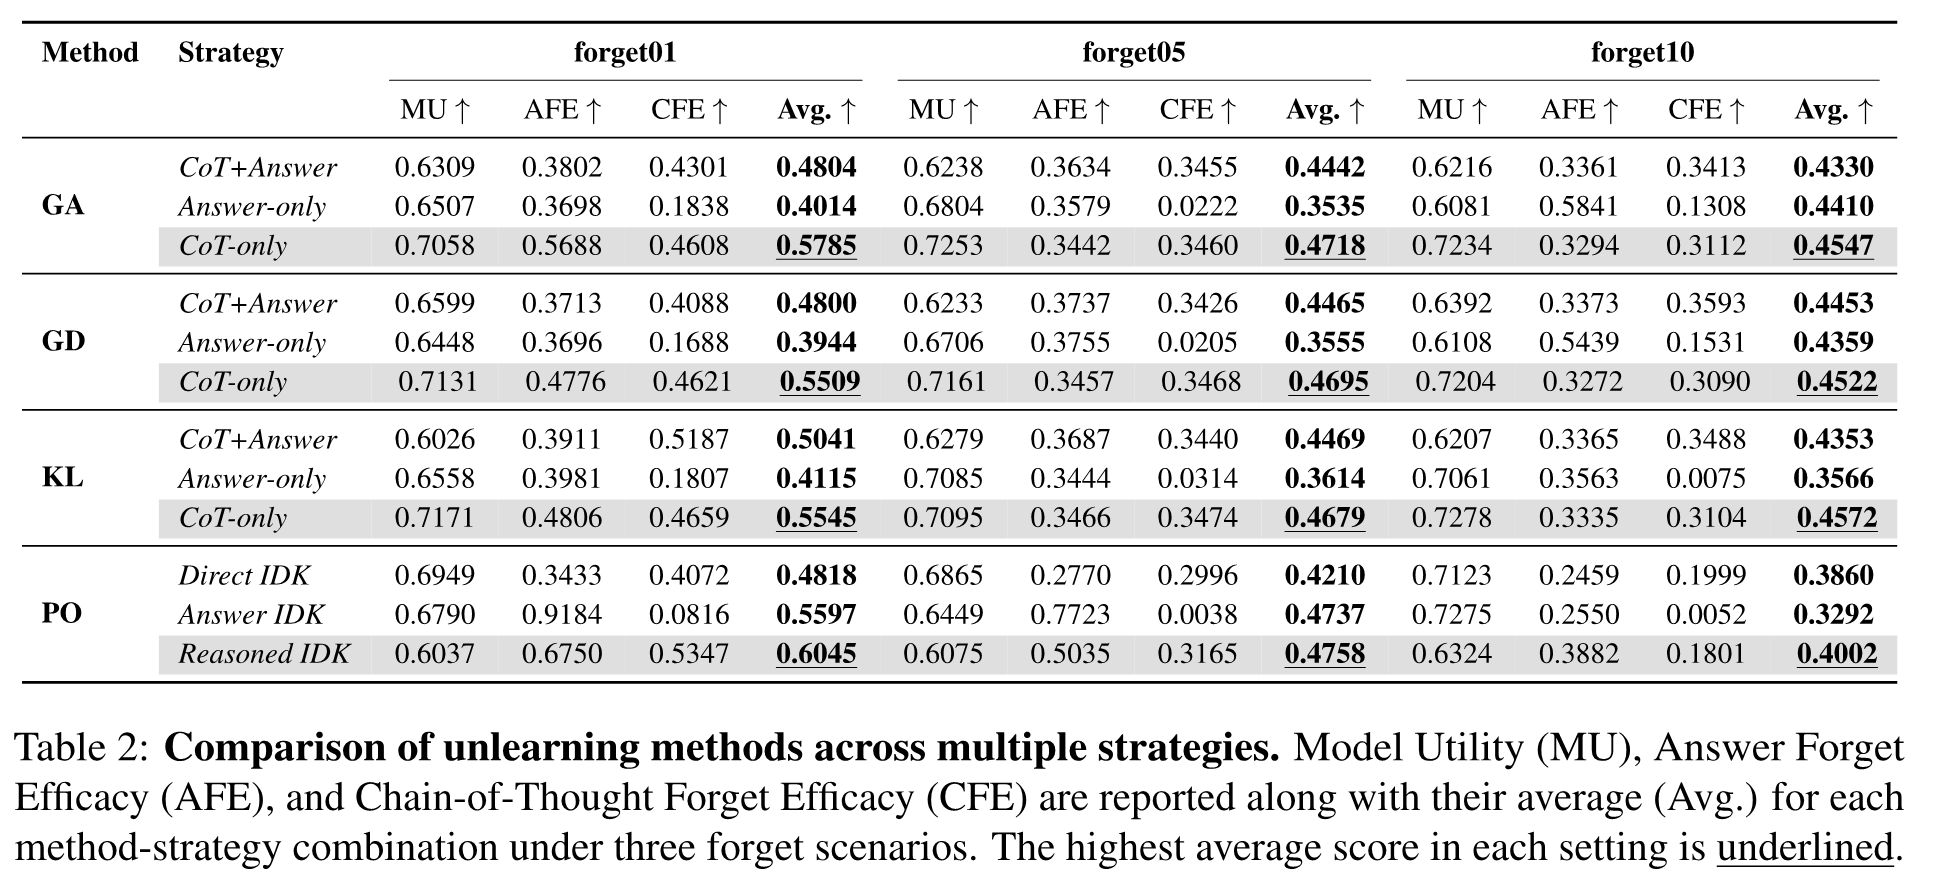 Method Strategy forget01 forget05 forget10
MU ↑ AFE ↑ CFE ↑ Avg. ↑ MU ↑ AFE ↑ CFE ↑ Avg. ↑ MU ↑ AFE ↑ CFE ↑ Avg. ↑
CoT+Answer 0.6309 0.3802 0.4301 0.4804 0.6238 0.3634 0.3455 0.4442 0.6216 0.3361 0.3413 0.4330
GA Answer-only 0.6507 0.3698 0.1838 0.4014 0.6804 0.3579 0.0222 0.3535 0.6081 0.5841 0.1308 0.4410
CoT-only 0.7058 0.5688 0.4608 0.5785 0.7253 0.3442 0.3460 0.4718 0.7234 0.3294 0.3112 0.4547
CoT+Answer 0.6599 0.3713 0.4088 0.4800 0.6233 0.3737 0.3426 0.4465 0.6392 0.3373 0.3593 0.4453
GD Answer-only 0.6448 0.3696 0.1688 0.3944 0.6706 0.3755 0.0205 0.3555 0.6108 0.5439 0.1531 0.4359
CoT-only 0.7131 0.4776 0.4621 0.5509 0.7161 0.3457 0.3468 0.4695 0.7204 0.3272 0.3090 0.4522
CoT+Answer 0.6026 0.3911 0.5187 0.5041 0.6279 0.3687 0.3440 0.4469 0.6207 0.3365 0.3488 0.4353
KL Answer-only 0.6558 0.3981 0.1807 0.4115 0.7085 0.3444 0.0314 0.3614 0.7061 0.3563 0.0075 0.3566
CoT-only 0.7171 0.4806 0.4659 0.5545 0.7095 0.3466 0.3474 0.4679 0.7278 0.3335 0.3104 0.4572
Direct IDK 0.6949 0.3433 0.4072 0.4818 0.6865 0.2770 0.2996 0.4210 0.7123 0.2459 0.1999 0.3860
PO Answer IDK 0.6790 0.9184 0.0816 0.5597 0.6449 0.7723 0.0038 0.4737 0.7275 0.2550 0.0052 0.3292
Reasoned IDK 0.6037 0.6750 0.5347 0.6045 0.6075 0.5035 0.3165 0.4758 0.6324 0.3882 0.1801 0.4002
Table 2: Comparison of unlearning methods across multiple strategies. Model Utility (MU), Answer Forget
Efficacy (AFE), and Chain-of-Thought Forget Efficacy (CFE) are reported along with their average (Avg.) for each
method-strategy combination under three forget scenarios. The highest average score in each setting is underlined.